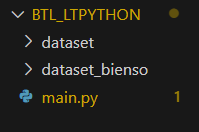 BTL_LTPYTHON
dataset
dataset_bienso
main.py 1